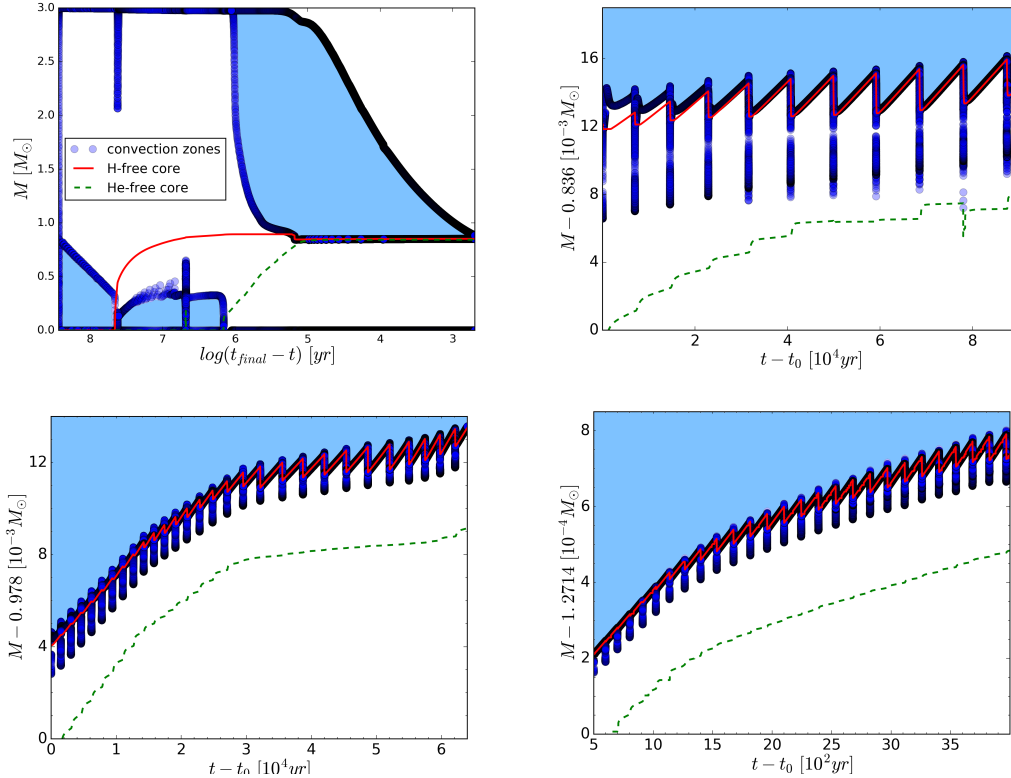 3.0
2.5
2.0
1.5
1.0
0.5
0.0
M [M⊙]
convection zones
H-free core
He-free core
8 7 6 5 4 3
log(t_final − t) [yr]
16
12
8
4
0
M − 0.836 [10⁻³ M⊙]
2 4 6 8
t − t₀ [10⁴yr]
12
8
4
0
M − 0.978 [10⁻³ M⊙]
0 1 2 3 4 5 6
t − t₀ [10⁴yr]
8
6
4
2
0
M − 1.2714 [10⁻⁴ M⊙]
5 10 15 20 25 30 35
t − t₀ [10²yr]